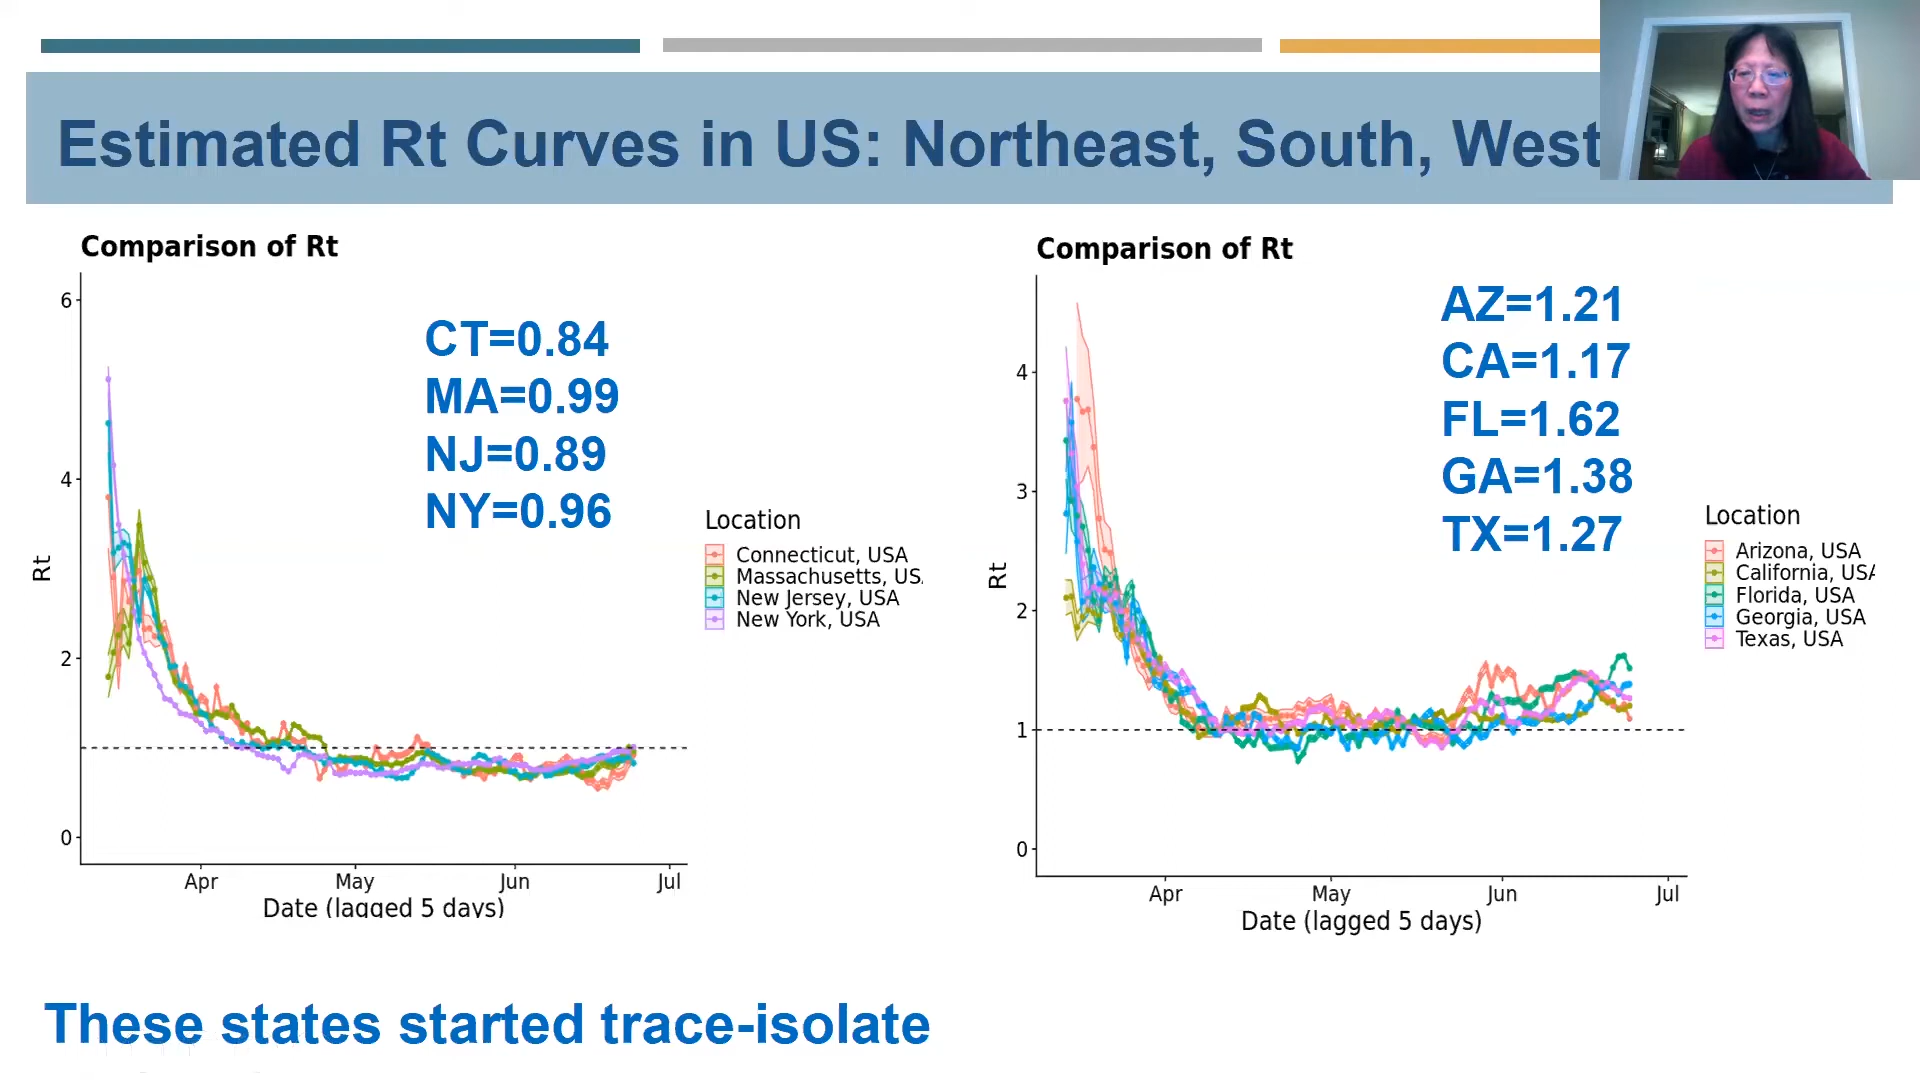 Estimated Rt Curves in US: Northeast, South, West
Comparison of Rt
6
4
2
0
Rt
CT=0.84
MA=0.99
NJ=0.89
NY=0.96
Location
Connecticut, USA
Massachusetts, US
New Jersey, USA
New York, USA
Apr
May
Jun
Jul
Date (lagged 5 days)
Comparison of Rt
4
3
2
1
0
Rt
AZ=1.21
CA=1.17
FL=1.62
GA=1.38
TX=1.27
Location
Arizona, USA
California, USA
Florida, USA
Georgia, USA
Texas, USA
Apr
May
Jun
Jul
Date (lagged 5 days)
These states started trace-isolate